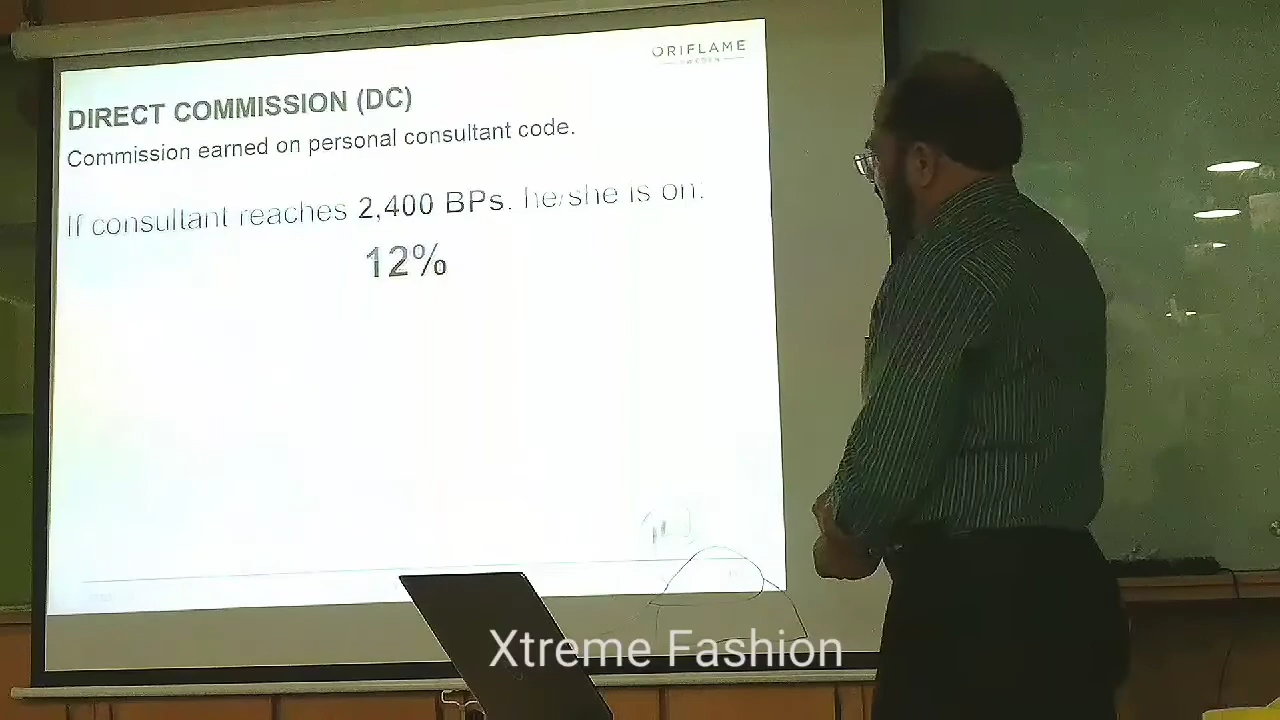 ORIFLAME
SWEDEN
DIRECT COMMISSION (DC)
Commission earned on personal consultant code.
If consultant reaches 2,400 BPs. he/she is on:
12%
Xtreme Fashion